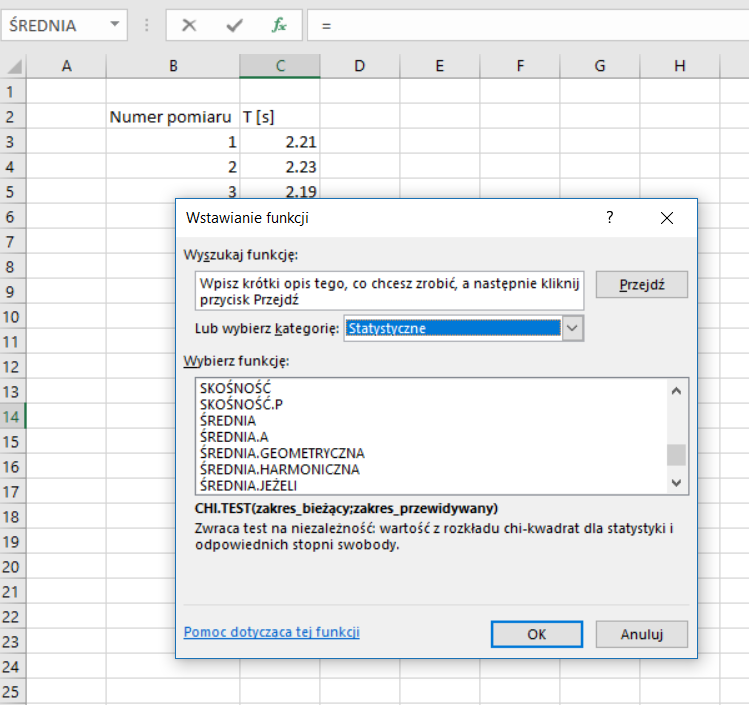 ŚREDNIA fx =
A B C D E F G H
1
2 Numer pomiaru T [s]
3 1 2.21
4 2 2.23
5 3 2.19
6
7
8
9
10
11
12
13
14
15
16
17
18
19
20
21
22
23
24
25
Wstawianie funkcji ?
Wyszukaj funkcję:
Wpisz krótki opis tego, co chcesz zrobić, a następnie kliknij
przycisk Przejdź
Przejdź
Lub wybierz kategorię: Statystyczne
Wybierz funkcję:
SKOŚNOŚĆ
SKOŚNOŚĆ.P
ŚREDNIA
ŚREDNIA.A
ŚREDNIA.GEOMETRYCZNA
ŚREDNIA.HARMONICZNA
ŚREDNIA.JEŻELI
CHI.TEST(zakres_bieżący;zakres_przewidywany)
Zwraca test na niezależność: wartość z rozkładu chi-kwadrat dla statystyki i
odpowiednich stopni swobody.
Pomoc dotycząca tej funkcji
OK Anuluj